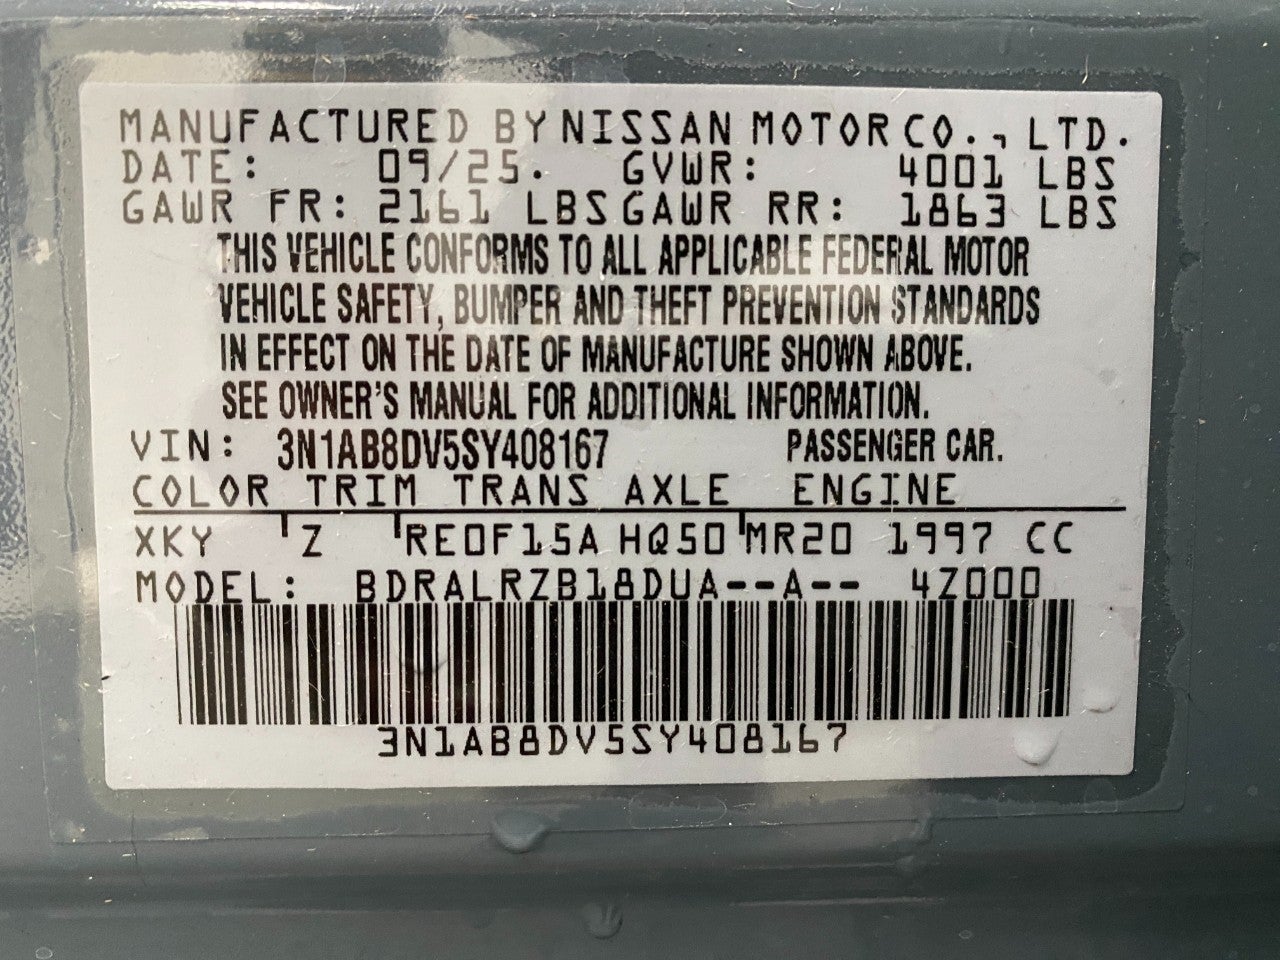 MANUFACTURED BY NISSAN MOTOR CO., LTD.
DATE: 09/25. GVWR: 4001 LBS
GAWR FR: 2161 LBS GAWR RR: 1863 LBS
THIS VEHICLE CONFORMS TO ALL APPLICABLE FEDERAL MOTOR
VEHICLE SAFETY, BUMPER AND THEFT PREVENTION STANDARDS
IN EFFECT ON THE DATE OF MANUFACTURE SHOWN ABOVE.
SEE OWNER'S MANUAL FOR ADDITIONAL INFORMATION.
VIN: 3N1AB8DV5SY408167 PASSENGER CAR.
COLOR TRIM TRANS AXLE ENGINE
XKY Z RE0F15A HQ50 MR20 1997 CC
MODEL: BDRALRZB18DUA--A-- 4Z000
3N1AB8DV5SY408167